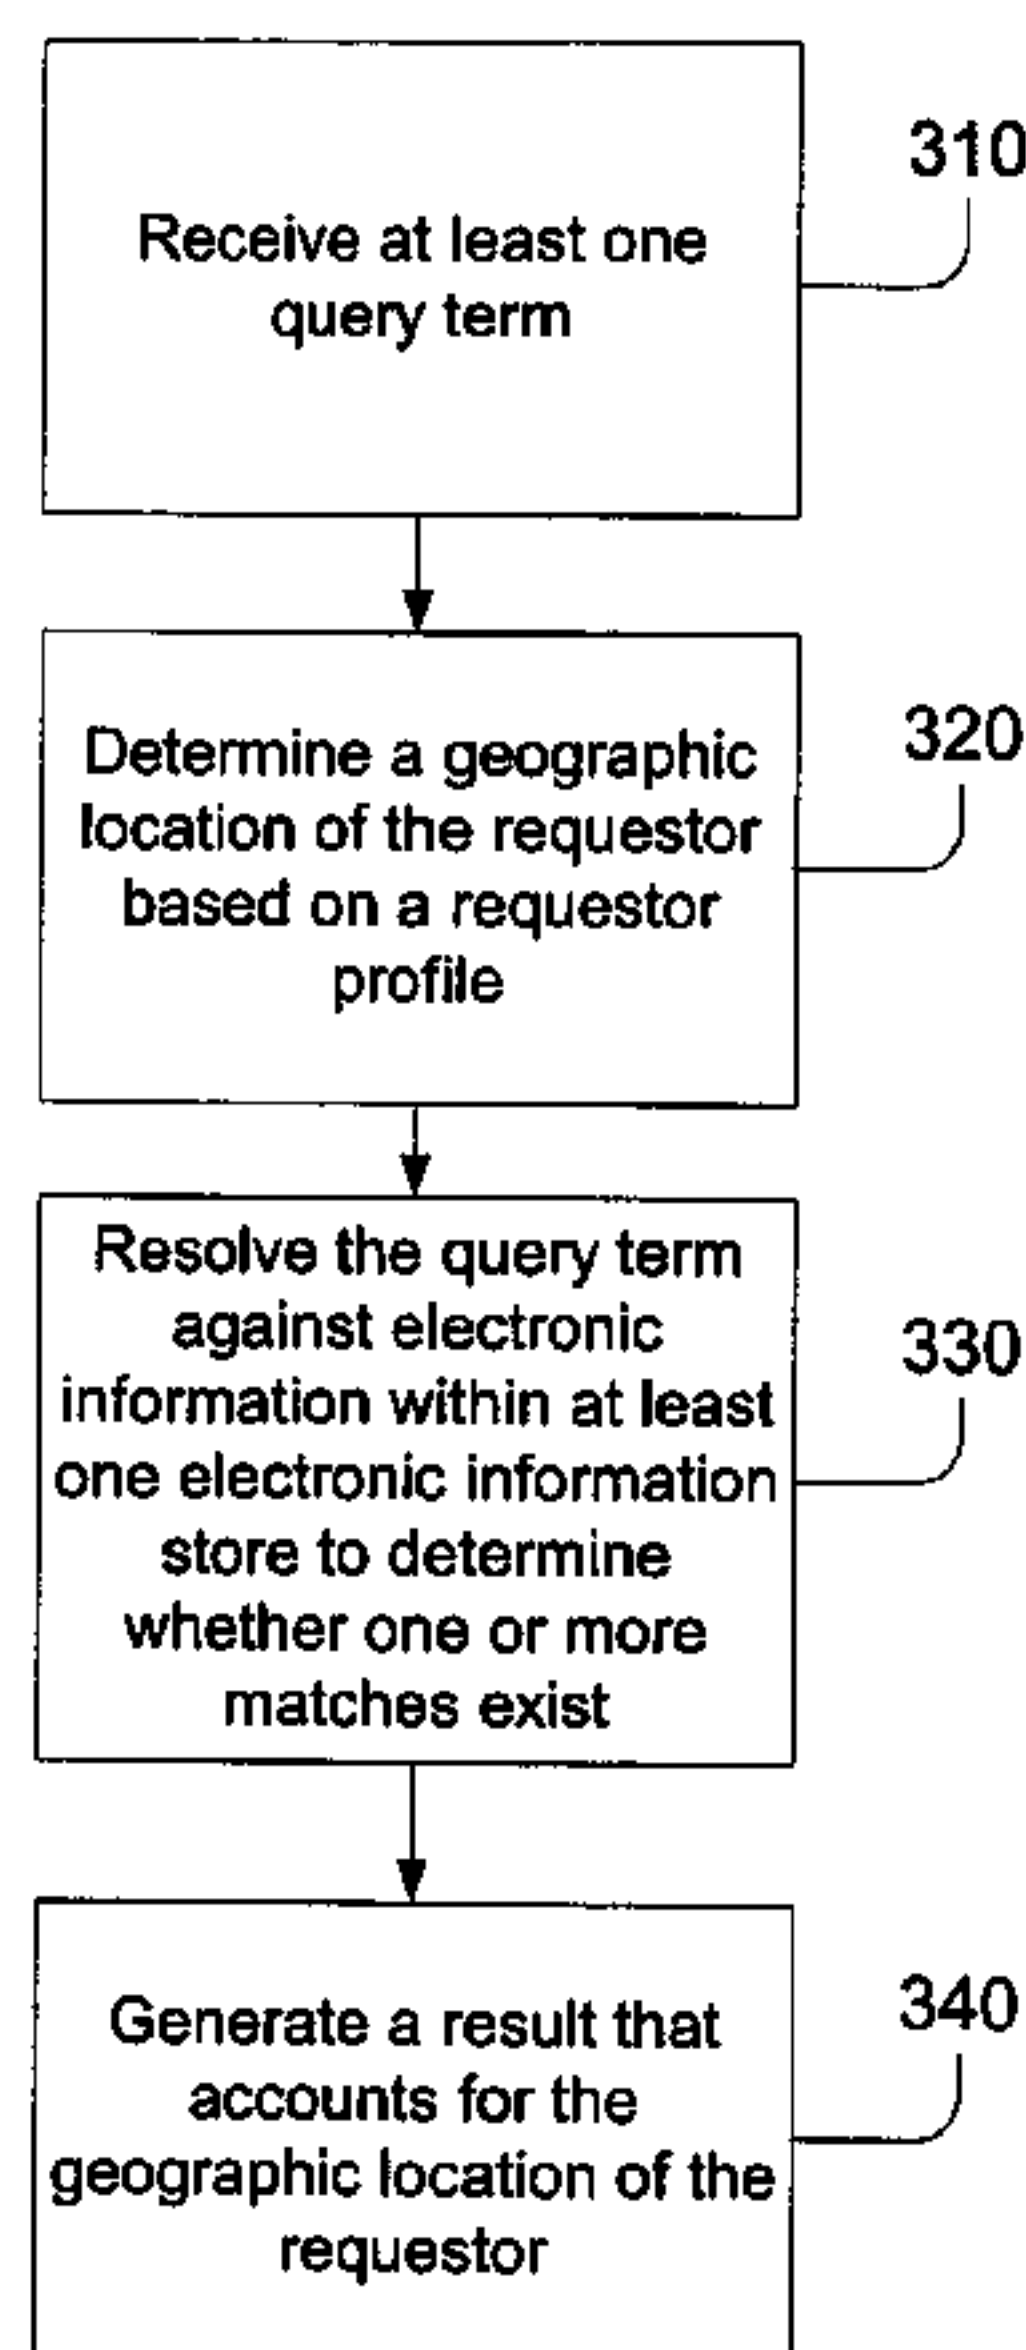 310
Receive at least one
query term
320
Determine a geographic
location of the requestor
based on a requestor
profile
330
Resolve the query term
against electronic
information within at least
one electronic information
store to determine
whether one or more
matches exist
340
Generate a result that
accounts for the
geographic location of the
requestor